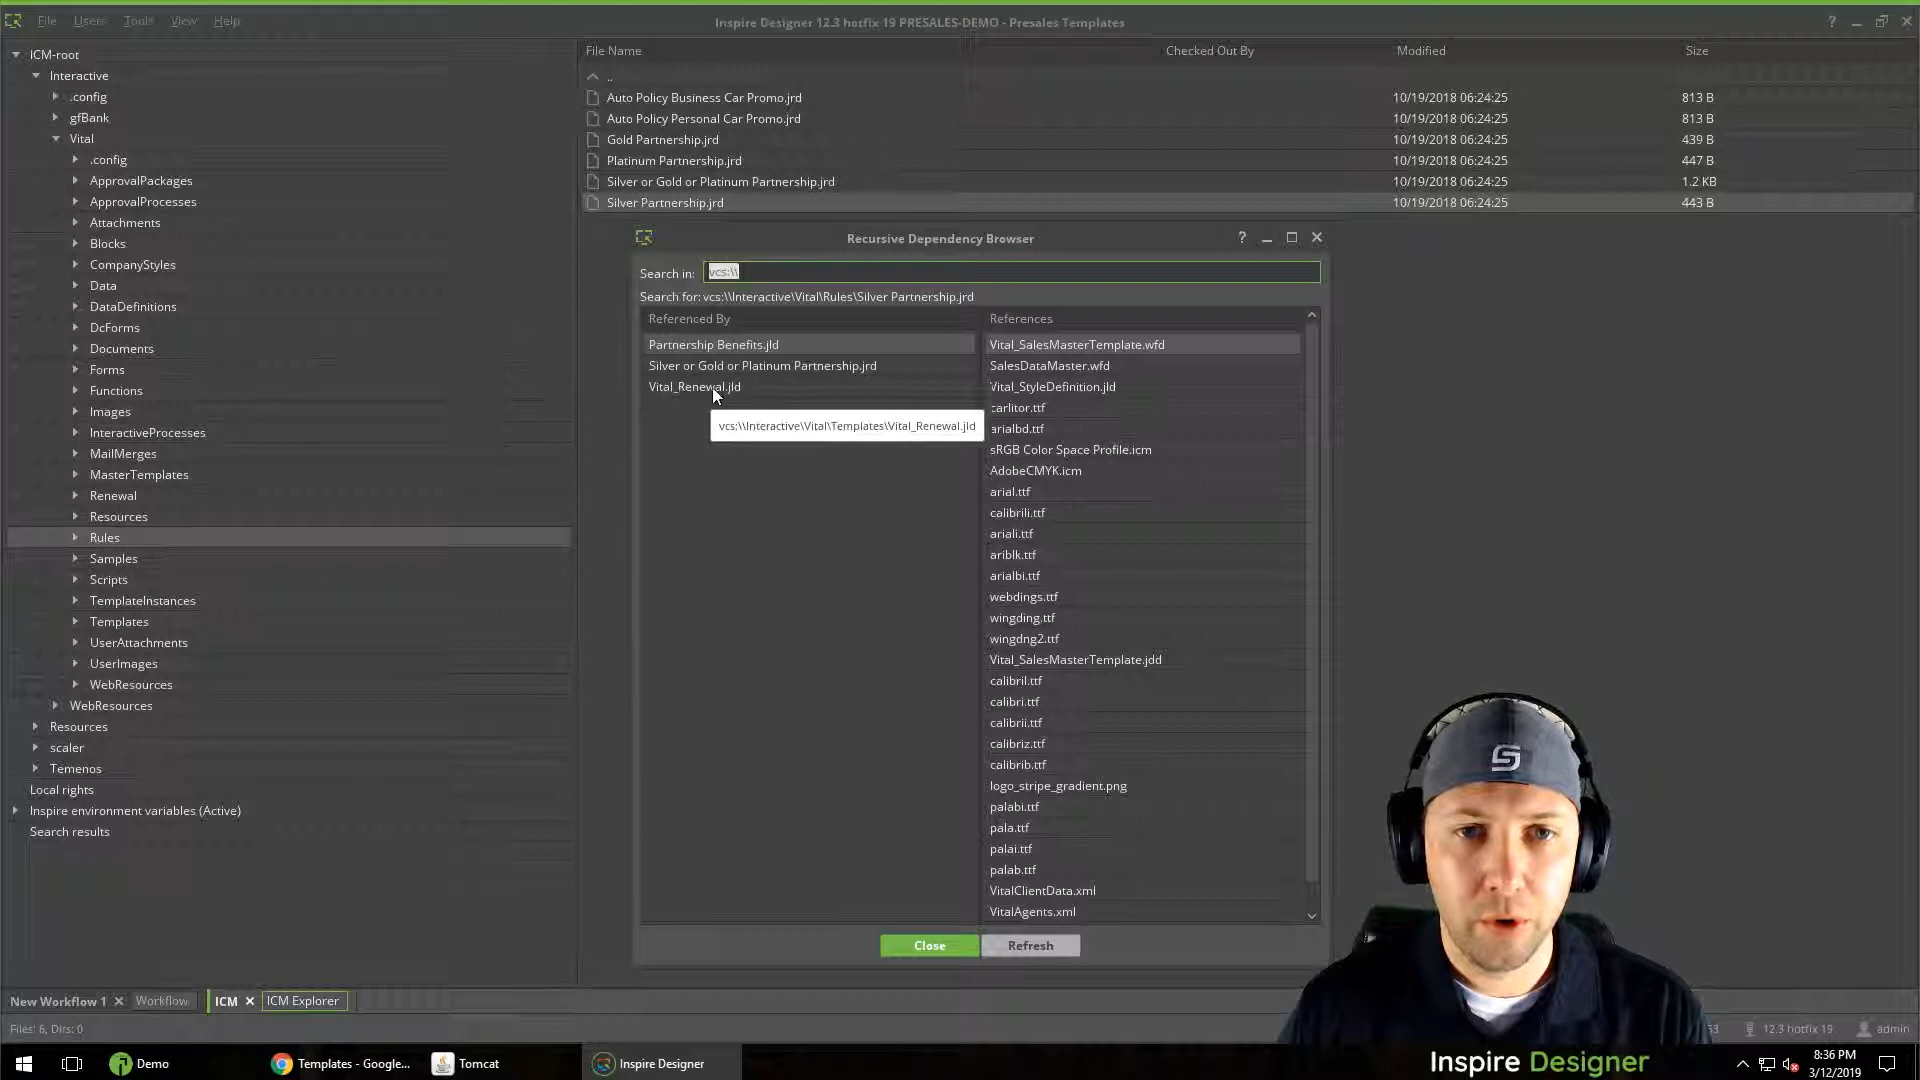 File Users Tools View Help
Inspire Designer 12.3 hotfix 19 PRESALES-DEMO - Presales Templates
?
ICM-root
Interactive
.config
gfBank
Vital
.config
ApprovalPackages
ApprovalProcesses
Attachments
Blocks
CompanyStyles
Data
DataDefinitions
DcForms
Documents
Forms
Functions
Images
InteractiveProcesses
MailMerges
MasterTemplates
Renewal
Resources
Rules
Samples
Scripts
TemplateInstances
Templates
UserAttachments
UserImages
WebResources
WebResources
Resources
scaler
Temenos
Local rights
Inspire environment variables (Active)
Search results
File Name Checked Out By Modified Size
..
Auto Policy Business Car Promo.jrd 10/19/2018 06:24:25 813 B
Auto Policy Personal Car Promo.jrd 10/19/2018 06:24:25 813 B
Gold Partnership.jrd 10/19/2018 06:24:25 439 B
Platinum Partnership.jrd 10/19/2018 06:24:25 447 B
Silver or Gold or Platinum Partnership.jrd 10/19/2018 06:24:25 1.2 KB
Silver Partnership.jrd 10/19/2018 06:24:25 443 B
Recursive Dependency Browser
?
Search in: vcs:\\
Search for: vcs:\\Interactive\Vital\Rules\Silver Partnership.jrd
Referenced By
Partnership Benefits.jld
Silver or Gold or Platinum Partnership.jrd
Vital_Renewal.jld
vcs:\\Interactive\Vital\Templates\Vital_Renewal.jld
References
Vital_SalesMasterTemplate.wfd
SalesDataMaster.wfd
Vital_StyleDefinition.jld
carlitor.ttf
arialbd.ttf
sRGB Color Space Profile.icm
AdobeCMYK.icm
arial.ttf
calibrili.ttf
ariali.ttf
ariblk.ttf
arialbi.ttf
webdings.ttf
wingding.ttf
wingdng2.ttf
Vital_SalesMasterTemplate.jdd
calibril.ttf
calibri.ttf
calibrii.ttf
calibriz.ttf
calibrib.ttf
logo_stripe_gradient.png
palabi.ttf
pala.ttf
palai.ttf
palab.ttf
VitalClientData.xml
VitalAgents.xml
Close Refresh
New Workflow 1 Workflow ICM ICM Explorer
Files: 6, Dirs: 0
12.3 hotfix 19 admin
Demo Templates - Google... Tomcat Inspire Designer
Inspire Designer
8:36 PM
3/12/2019